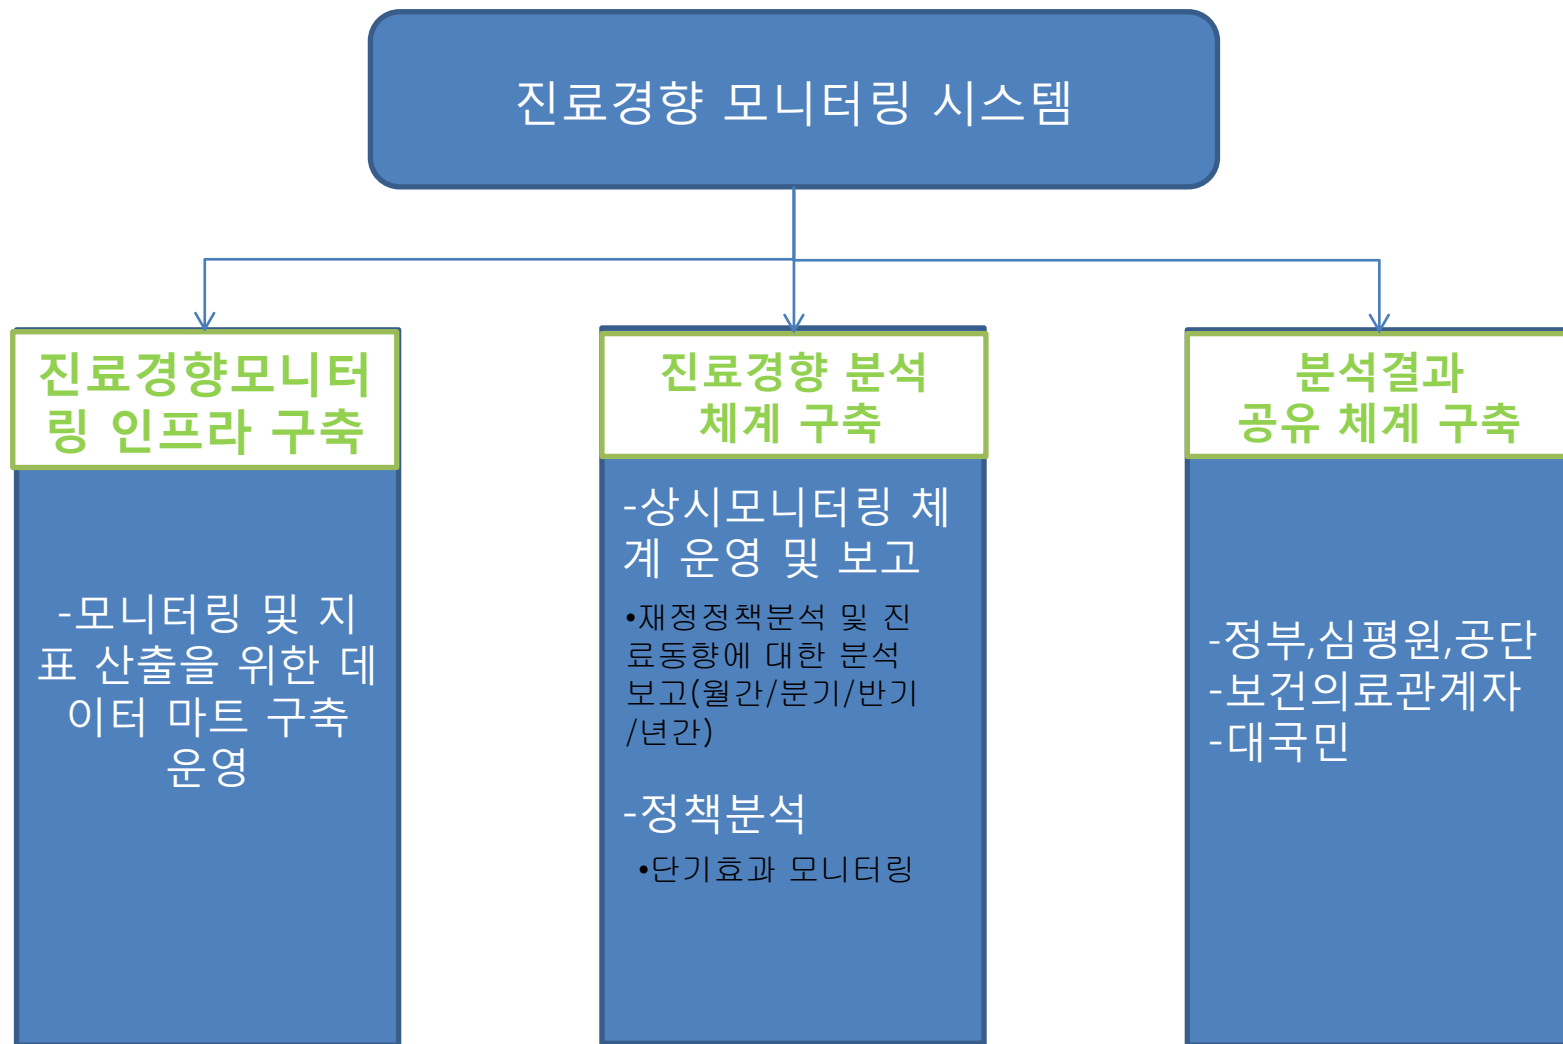 진료경향 모니터링 시스템
진료경향모니터
링 인프라 구축
-모니터링 및 지
표 산출을 위한 데
이터 마트 구축
운영
진료경향 분석
체계 구축
-상시모니터링 체
계 운영 및 보고
•재정정책분석 및 진
료동향에 대한 분석
보고(월간/분기/반기
/년간)
-정책분석
•단기효과 모니터링
분석결과
공유 체계 구축
-정부,심평원,공단
-보건의료관계자
-대국민